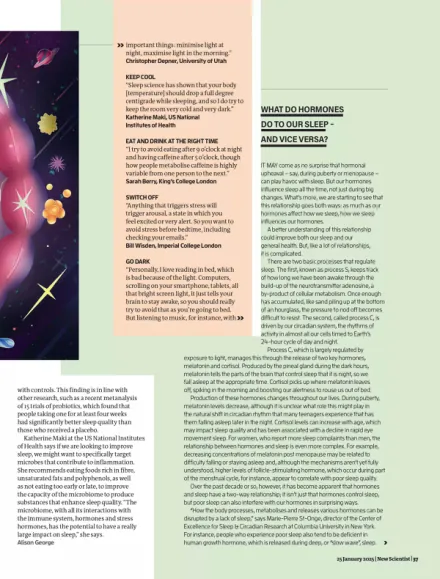 >> important things: minimise light at
night, maximise light in the morning."
Christopher Depner, University of Utah
KEEP COOL
"Sleep science has shown that your body
[temperature] should drop a full degree
centigrade while sleeping, and so I do try to
keep the room very cold and very dark."
Katherine Maki, US National
Institutes of Health
EAT AND DRINK AT THE RIGHT TIME
"I try to avoid eating after 9 o'clock at night
and having caffeine after 5 o'clock, though
how people metabolise caffeine is highly
variable from one person to the next."
Sarah Berry, King's College London
SWITCH OFF
"Anything that triggers stress will
trigger arousal, a state in which you
feel excited or very alert. So you want to
avoid stress before bedtime, including
checking your emails."
Bill Wisden, Imperial College London
GO DARK
"Personally, I love reading in bed, which
is bad because of the light. Computers,
scrolling on your smartphone, tablets, all
that bright screen light, it just tells your
brain to stay awake, so you should really
try to avoid that as you're going to bed.
But listening to music, for instance, with >>
with controls. This finding is in line with
other research, such as a recent metanalysis
of 15 trials of probiotics, which found that
people taking one for at least four weeks
had significantly better sleep quality than
those who received a placebo.
Katherine Maki at the US National Institutes
of Health says if we are looking to improve
sleep, we might want to specifically target
microbes that contribute to inflammation.
She recommends eating foods rich in fibre,
unsaturated fats and polyphenols, as well
as not eating too early or late, to improve
the capacity of the microbiome to produce
substances that enhance sleep quality. "The
microbiome, with all its interactions with
the immune system, hormones and stress
hormones, has the potential to have a really
large impact on sleep," she says.
Alison George
WHAT DO HORMONES
DO TO OUR SLEEP –
AND VICE VERSA?
IT MAY come as no surprise that hormonal
upheaval – say, during puberty or menopause –
can play havoc with sleep. But our hormones
influence sleep all the time, not just during big
changes. What's more, we are starting to see that
this relationship goes both ways: as much as our
hormones affect how we sleep, how we sleep
influences our hormones.
A better understanding of this relationship
could improve both our sleep and our
general health. But, like a lot of relationships,
it is complicated.
There are two basic processes that regulate
sleep. The first, known as process S, keeps track
of how long we have been awake through the
build-up of the neurotransmitter adenosine, a
by-product of cellular metabolism. Once enough
has accumulated, like sand piling up at the bottom
of an hourglass, the pressure to nod off becomes
difficult to resist. The second, called process C, is
driven by our circadian system, the rhythms of
activity in almost all our cells timed to Earth's
24-hour cycle of day and night.
Process C, which is largely regulated by
exposure to light, manages this through the release of two key hormones,
melatonin and cortisol. Produced by the pineal gland during the dark hours,
melatonin tells the parts of the brain that control sleep that it is night, so we
fall asleep at the appropriate time. Cortisol picks up where melatonin leaves
off, spiking in the morning and boosting our alertness to rouse us out of bed.
Production of these hormones changes throughout our lives. During puberty,
melatonin levels decrease, although it is unclear what role this might play in
the natural shift in circadian rhythm that many teenagers experience that has
them falling asleep later in the night. Cortisol levels can increase with age, which
may impact sleep quality and has been associated with a decline in rapid eye
movement sleep. For women, who report more sleep complaints than men, the
relationship between hormones and sleep is even more complex. For example,
decreasing concentrations of melatonin post menopause may be related to
difficulty falling or staying asleep and, although the mechanisms aren't yet fully
understood, higher levels of follicle-stimulating hormone, which occur during part
of the menstrual cycle, for instance, appear to correlate with poor sleep quality.
Over the past decade or so, however, it has become apparent that hormones
and sleep have a two-way relationship; it isn't just that hormones control sleep,
but poor sleep can also interfere with our hormones in surprising ways.
"How the body processes, metabolises and releases various hormones can be
disrupted by a lack of sleep," says Marie-Pierre St-Onge, director of the Center of
Excellence for Sleep & Circadian Research at Columbia University in New York.
For instance, people who experience poor sleep also tend to be deficient in
human growth hormone, which is released during deep, or "slow wave", sleep. >
25 January 2025 | New Scientist | 37